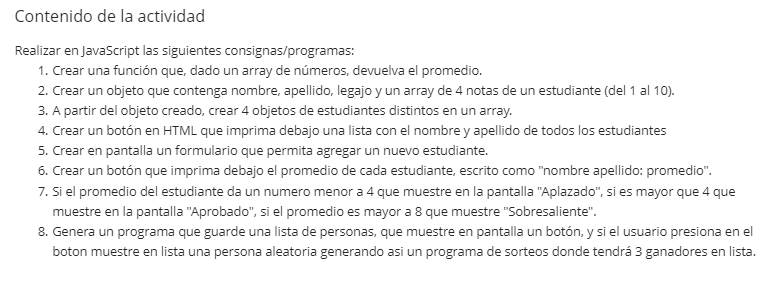 Contenido de la actividad
Realizar en JavaScript las siguientes consignas/programas:
1. Crear una función que, dado un array de números, devuelva el promedio.
2. Crear un objeto que contenga nombre, apellido, legajo y un array de 4 notas de un estudiante (del 1 al 10).
3. A partir del objeto creado, crear 4 objetos de estudiantes distintos en un array.
4. Crear un botón en HTML que imprima debajo una lista con el nombre y apellido de todos los estudiantes
5. Crear en pantalla un formulario que permita agregar un nuevo estudiante.
6. Crear un botón que imprima debajo el promedio de cada estudiante, escrito como "nombre apellido: promedio".
7. Si el promedio del estudiante da un numero menor a 4 que muestre en la pantalla "Aplazado", si es mayor que 4 que
muestre en la pantalla "Aprobado", si el promedio es mayor a 8 que muestre "Sobresaliente".
8. Genera un programa que guarde una lista de personas, que muestre en pantalla un botón, y si el usuario presiona en el
boton muestre en lista una persona aleatoria generando asi un programa de sorteos donde tendrá 3 ganadores en lista.